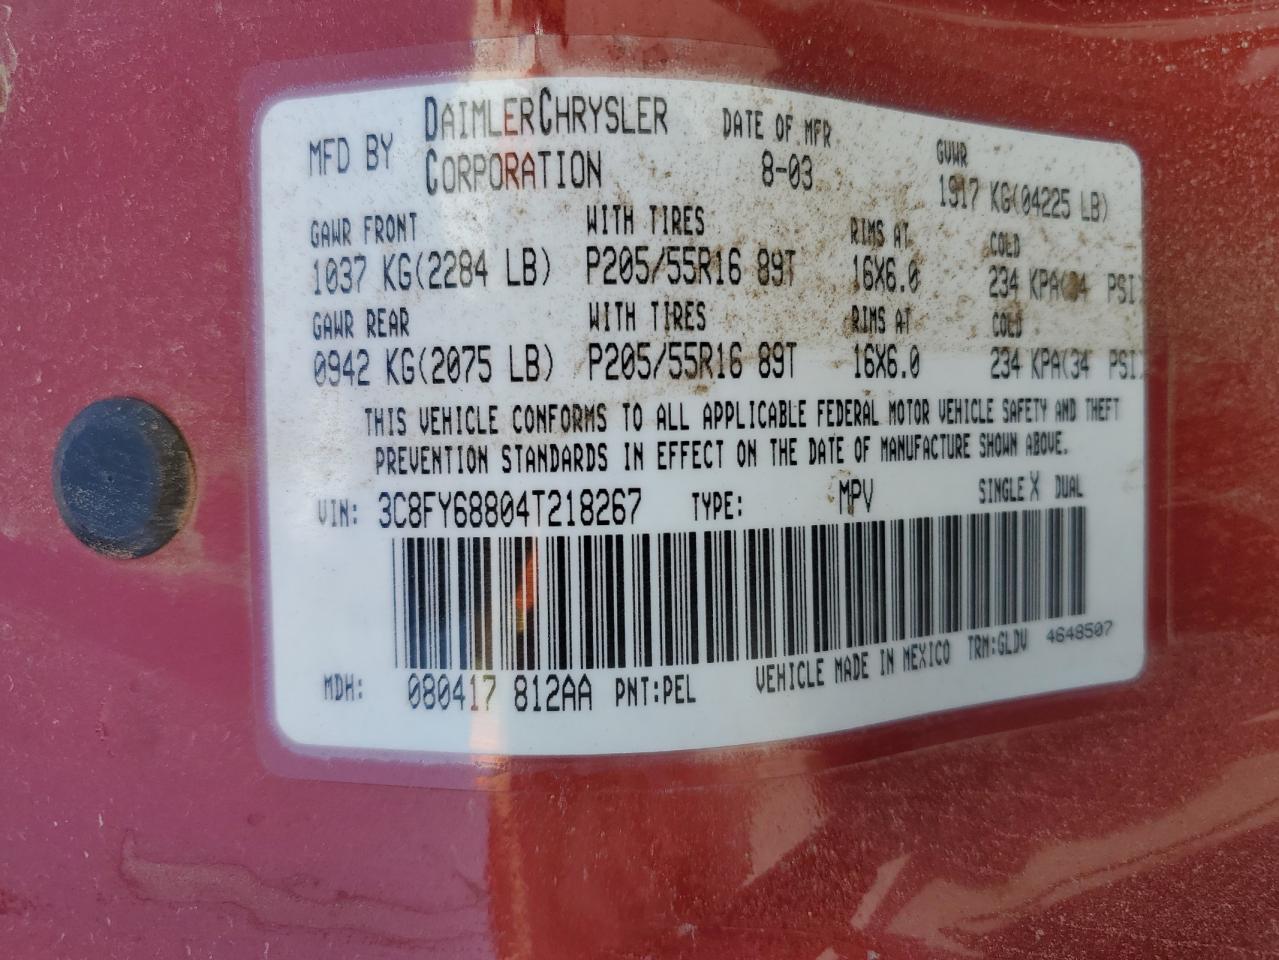 MFD BY DAIMLERCHRYSLER CORPORATION DATE OF MFR 8-03 GVWR 1917 KG(04225 LB)
GAWR FRONT WITH TIRES RIMS AT COLD
1037 KG(2284 LB) P205/55R16 89T 16X6.0 234 KPA(34 PSI)
GAWR REAR WITH TIRES RIMS AT COLD
0942 KG(2075 LB) P205/55R16 89T 16X6.0 234 KPA(34 PSI)
THIS VEHICLE CONFORMS TO ALL APPLICABLE FEDERAL MOTOR VEHICLE SAFETY AND THEFT
PREVENTION STANDARDS IN EFFECT ON THE DATE OF MANUFACTURE SHOWN ABOVE.
VIN: 3C8FY68804T218267 TYPE: MPV SINGLE X DUAL
MDH: 080417 812AA PNT:PEL VEHICLE MADE IN MEXICO TRM:GLDV 4648507